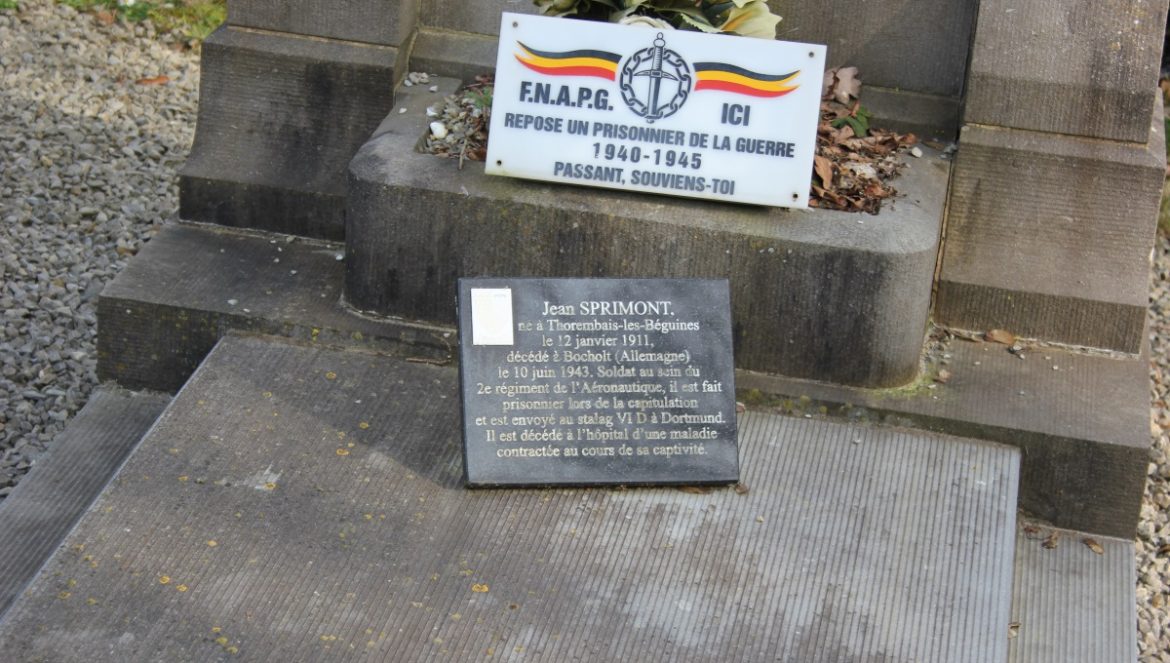 F.N.A.P.G. ICI
REPOSE UN PRISONNIER DE LA GUERRE
1940-1945
PASSANT, SOUVIENS-TOI
Jean SPRIMONT,
né à Thorembais-les-Béguines
le 12 janvier 1911,
décédé à Bocholt (Allemagne)
le 10 juin 1943. Soldat au sein du
2e régiment de l'Aéronautique, il est fait
prisonnier lors de la capitulation
et est envoyé au stalag VI D à Dortmund.
Il est décédé à l'hôpital d'une maladie
contractée au cours de sa captivité.